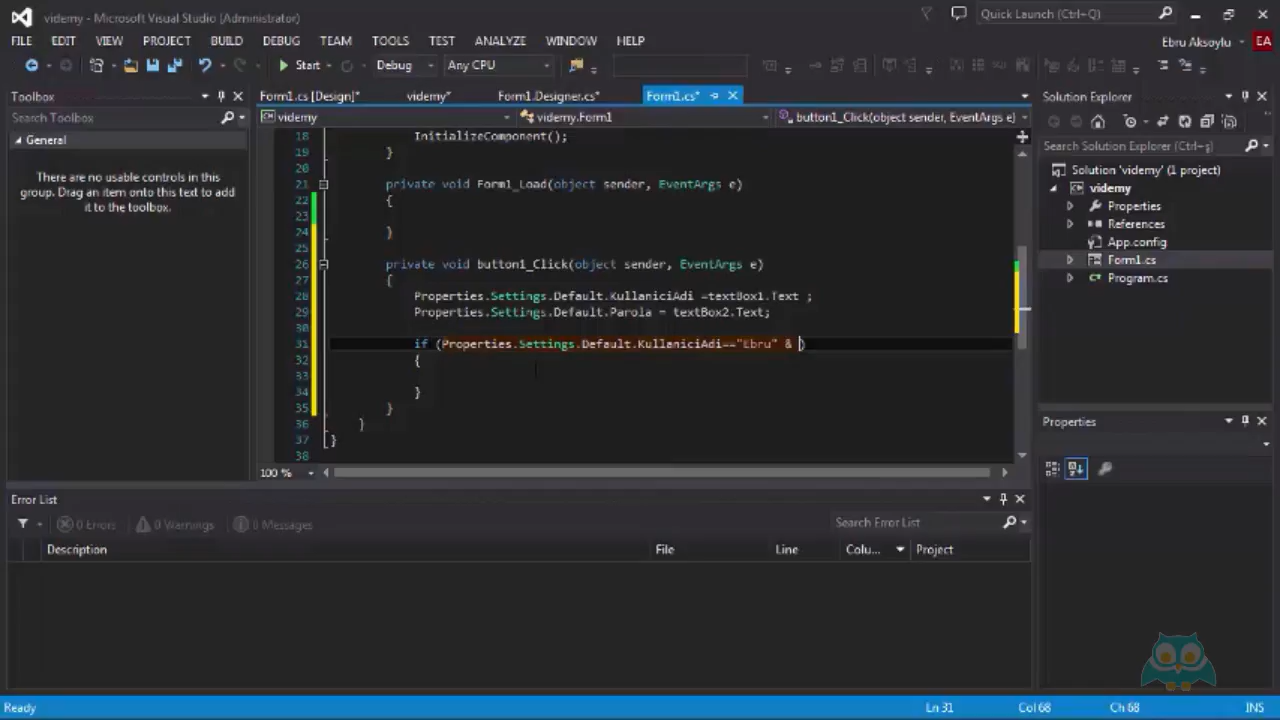 videmy - Microsoft Visual Studio (Administrator)
Quick Launch (Ctrl+Q)
FILE EDIT VIEW PROJECT BUILD DEBUG TEAM TOOLS TEST ANALYZE WINDOW HELP
Ebru Aksoylu EA
Start Debug Any CPU
Toolbox
Search Toolbox
General
There are no usable controls in this
group. Drag an item onto this text to add
it to the toolbox.
Form1.cs [Design]* videmy* Form1.Designer.cs* Form1.cs*
videmy videmy.Form1 button1_Click(object sender, EventArgs e)
18 InitializeComponent();
19 }
20
21 private void Form1_Load(object sender, EventArgs e)
22 {
23
24 }
25
26 private void button1_Click(object sender, EventArgs e)
27 {
28 Properties.Settings.Default.KullaniciAdi =textBox1.Text ;
29 Properties.Settings.Default.Parola = textBox2.Text;
30
31 if (Properties.Settings.Default.KullaniciAdi=="Ebru" & )
32 {
33
34 }
35 }
36 }
37 }
38
100 %
Solution Explorer
Search Solution Explorer (Ctrl+ş)
Solution 'videmy' (1 project)
videmy
Properties
References
App.config
Form1.cs
Program.cs
Properties
Error List
0 Errors 0 Warnings 0 Messages
Search Error List
Description File Line Colu... Project
Ready Ln 31 Col 68 Ch 68 INS